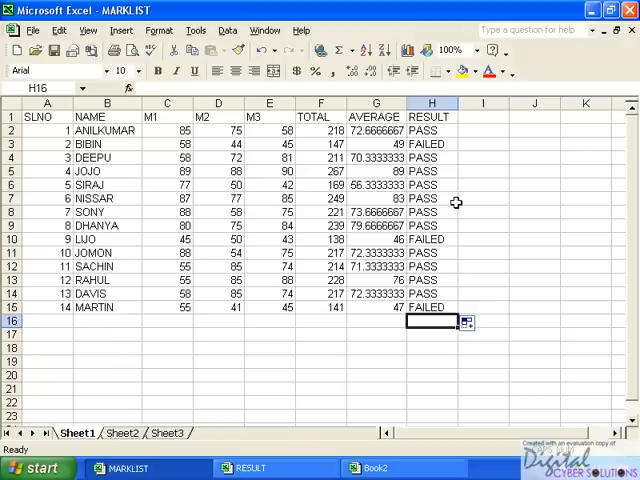 Microsoft Excel - MARKLIST
File Edit View Insert Format Tools Data Window Help Type a question for help
100%
Arial 10 B I U $ % ,
H16 fx
A B C D E F G H I J K
1 SLNO NAME M1 M2 M3 TOTAL AVERAGE RESULT
2 1 ANILKUMAR 85 75 58 218 72.6666667 PASS
3 2 BIBIN 58 44 45 147 49 FAILED
4 3 DEEPU 58 72 81 211 70.3333333 PASS
5 4 JOJO 89 88 90 267 89 PASS
6 5 SIRAJ 77 50 42 169 56.3333333 PASS
7 6 NISSAR 87 77 85 249 83 PASS
8 7 SONY 88 58 75 221 73.6666667 PASS
9 8 DHANYA 80 75 84 239 79.6666667 PASS
10 9 LIJO 45 50 43 138 46 FAILED
11 10 JOMON 88 54 75 217 72.3333333 PASS
12 11 SACHIN 55 85 74 214 71.3333333 PASS
13 12 RAHUL 55 85 88 228 76 PASS
14 13 DAVIS 58 85 74 217 72.3333333 PASS
15 14 MARTIN 55 41 45 141 47 FAILED
16
17
18
19
20
21
22
23
Sheet1 Sheet2 Sheet3
Ready
Created with an evaluation copy of
Digital
CYBER SOLUTIONS
start MARKLIST RESULT Book2